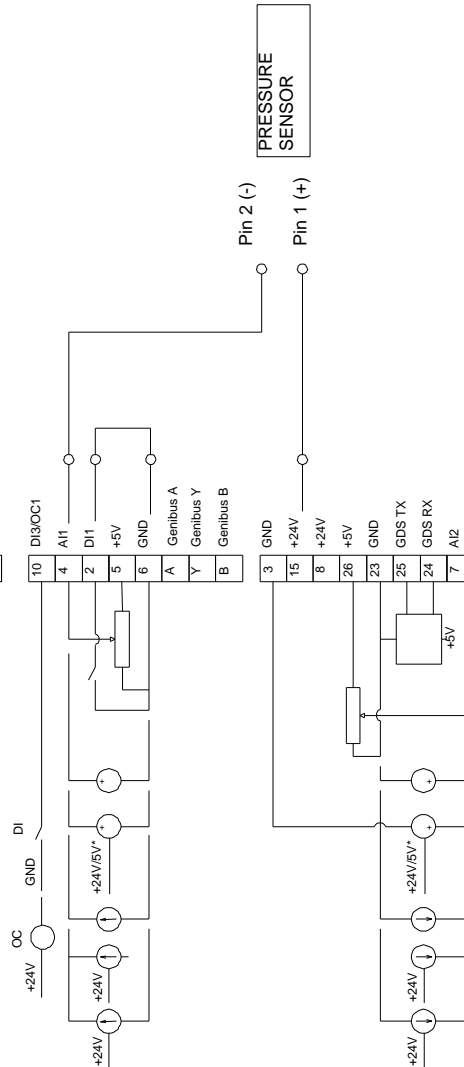 PRESSURE
SENSOR
Pin 2 (-)
Pin 1 (+)
10 DI3/OC1
4 AI1
2 DI1
5 +5V
6 GND
A Genibus A
Y Genibus Y
B Genibus B
3 GND
15 +24V
8 +24V
26 +5V
23 GND
25 GDS TX
24 GDS RX
7 AI2
DI
GND
OC
+24V
+24V/5V*
+24V
+24V
+5V
+24V/5V*
+24V
+24V